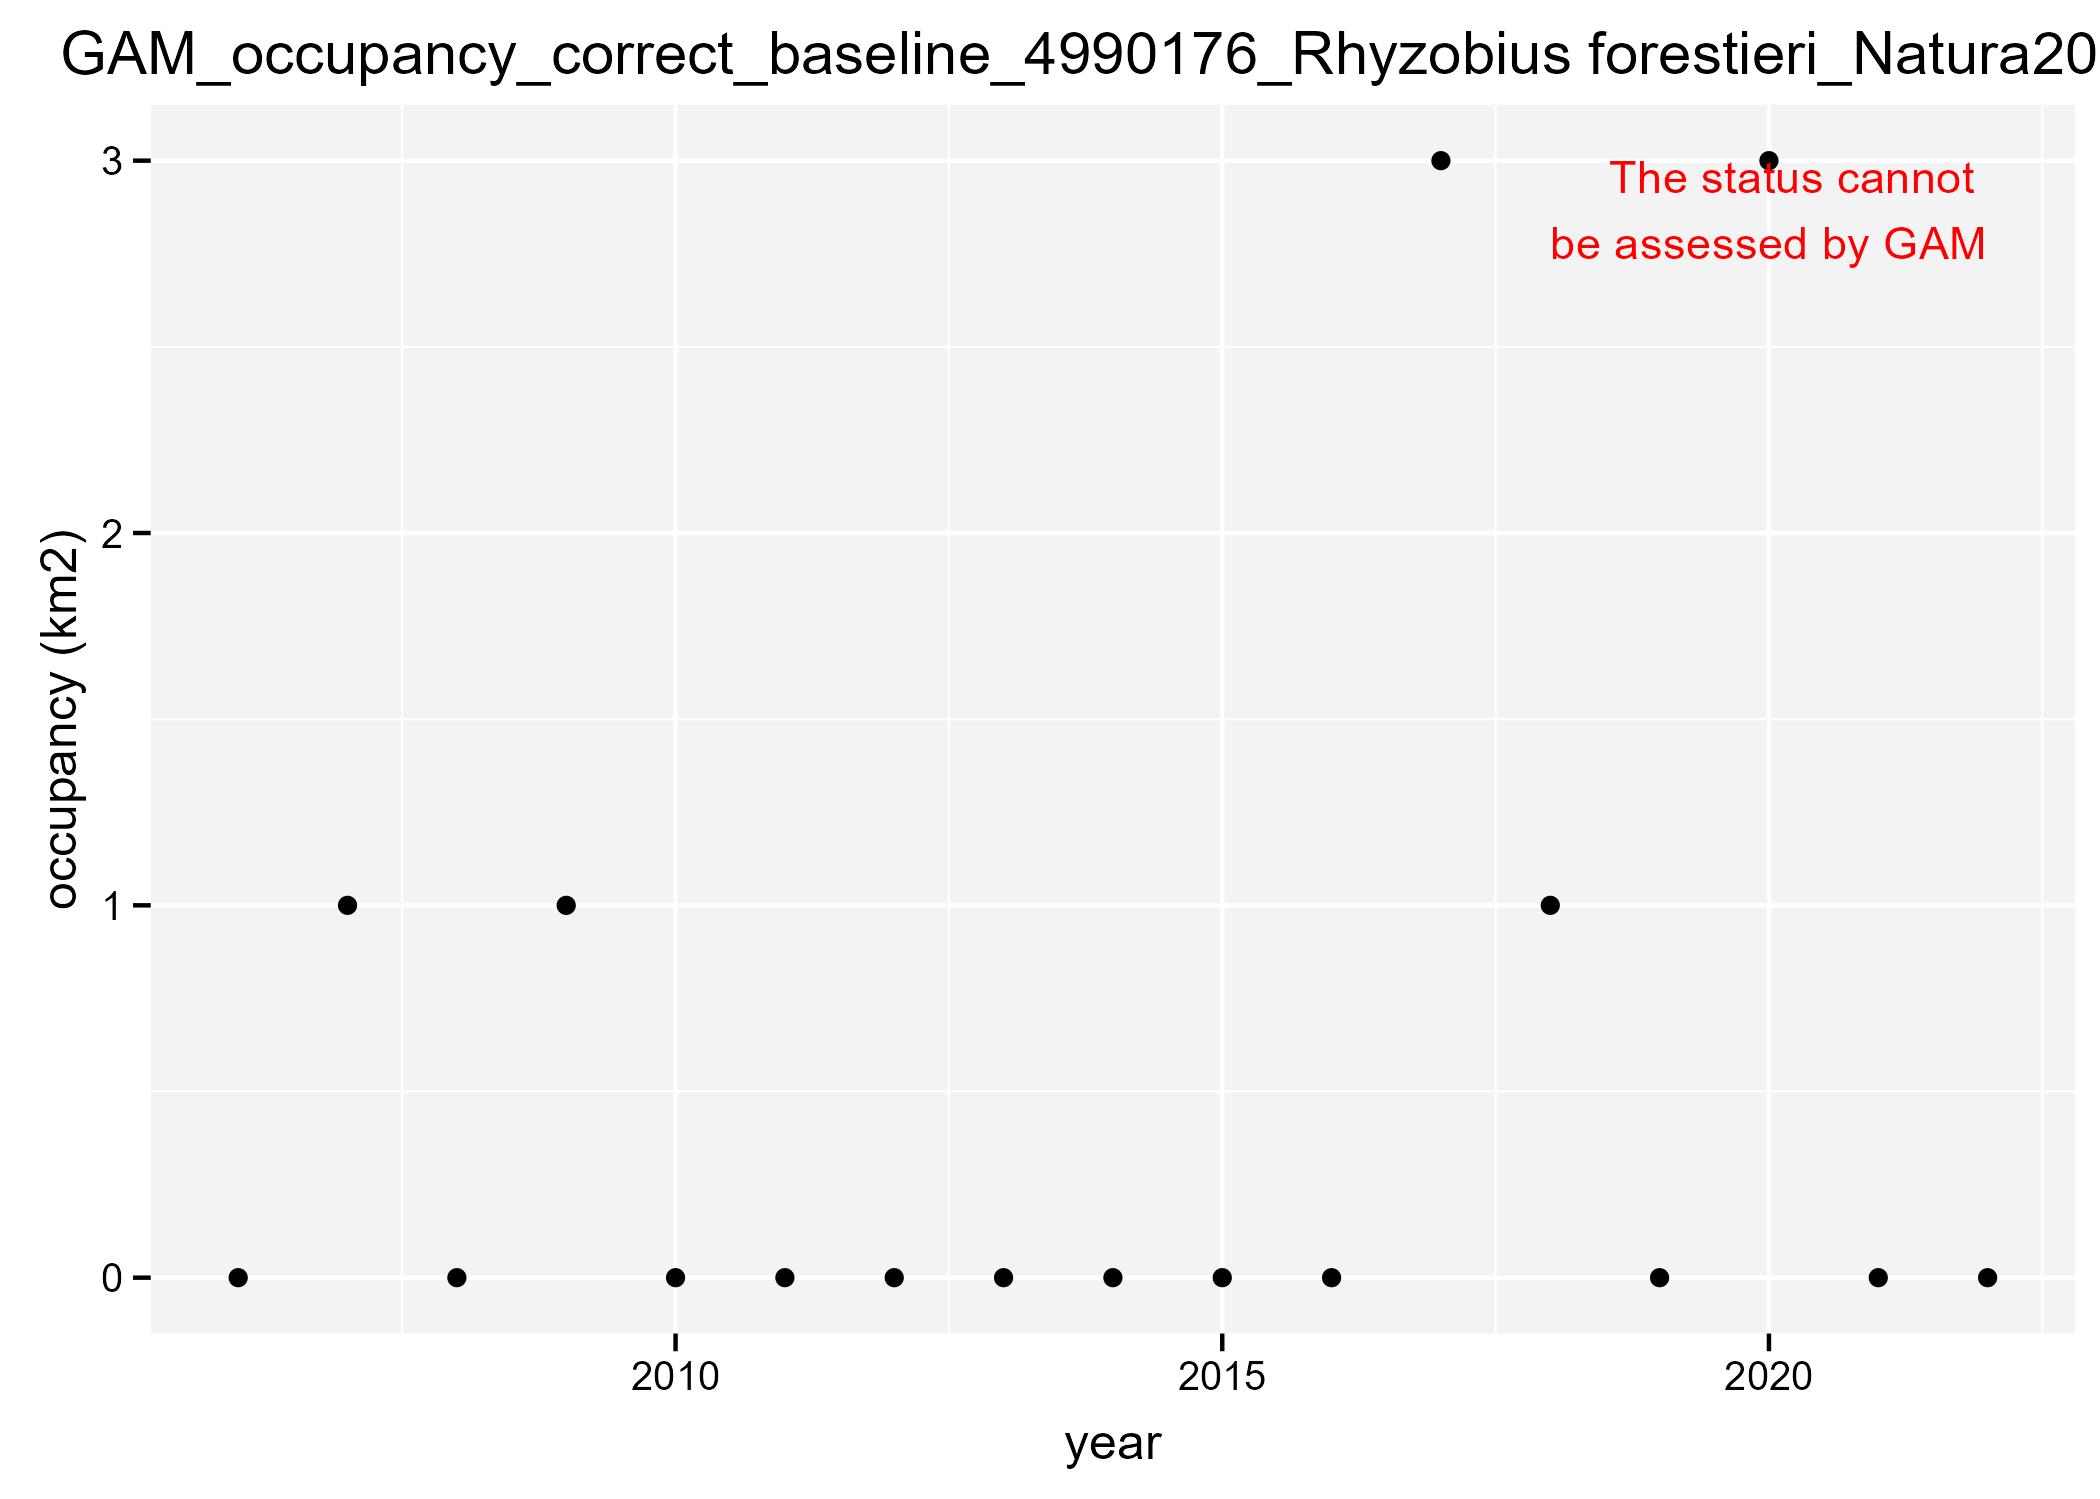 GAM_occupancy_correct_baseline_4990176_Rhyzobius forestieri_Natura20
3
The status cannot
be assessed by GAM
2
occupancy (km2)
1
0
2010 2015 2020
year